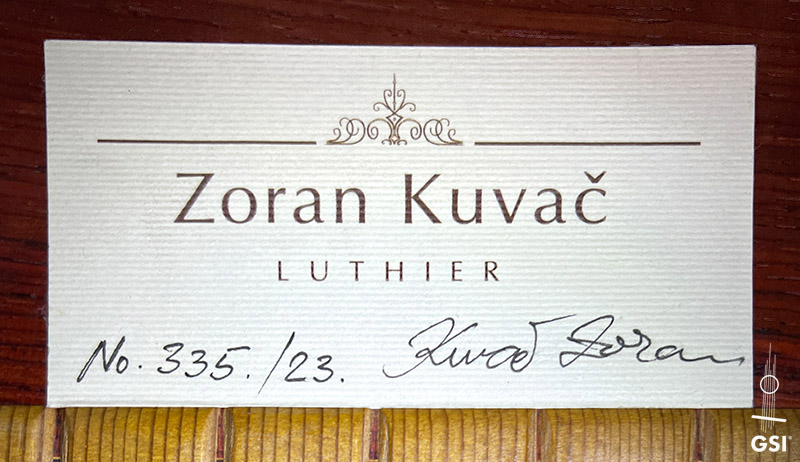 Zoran Kuvač
LUTHIER
No. 335./23. Kuvač Zoran
GSI